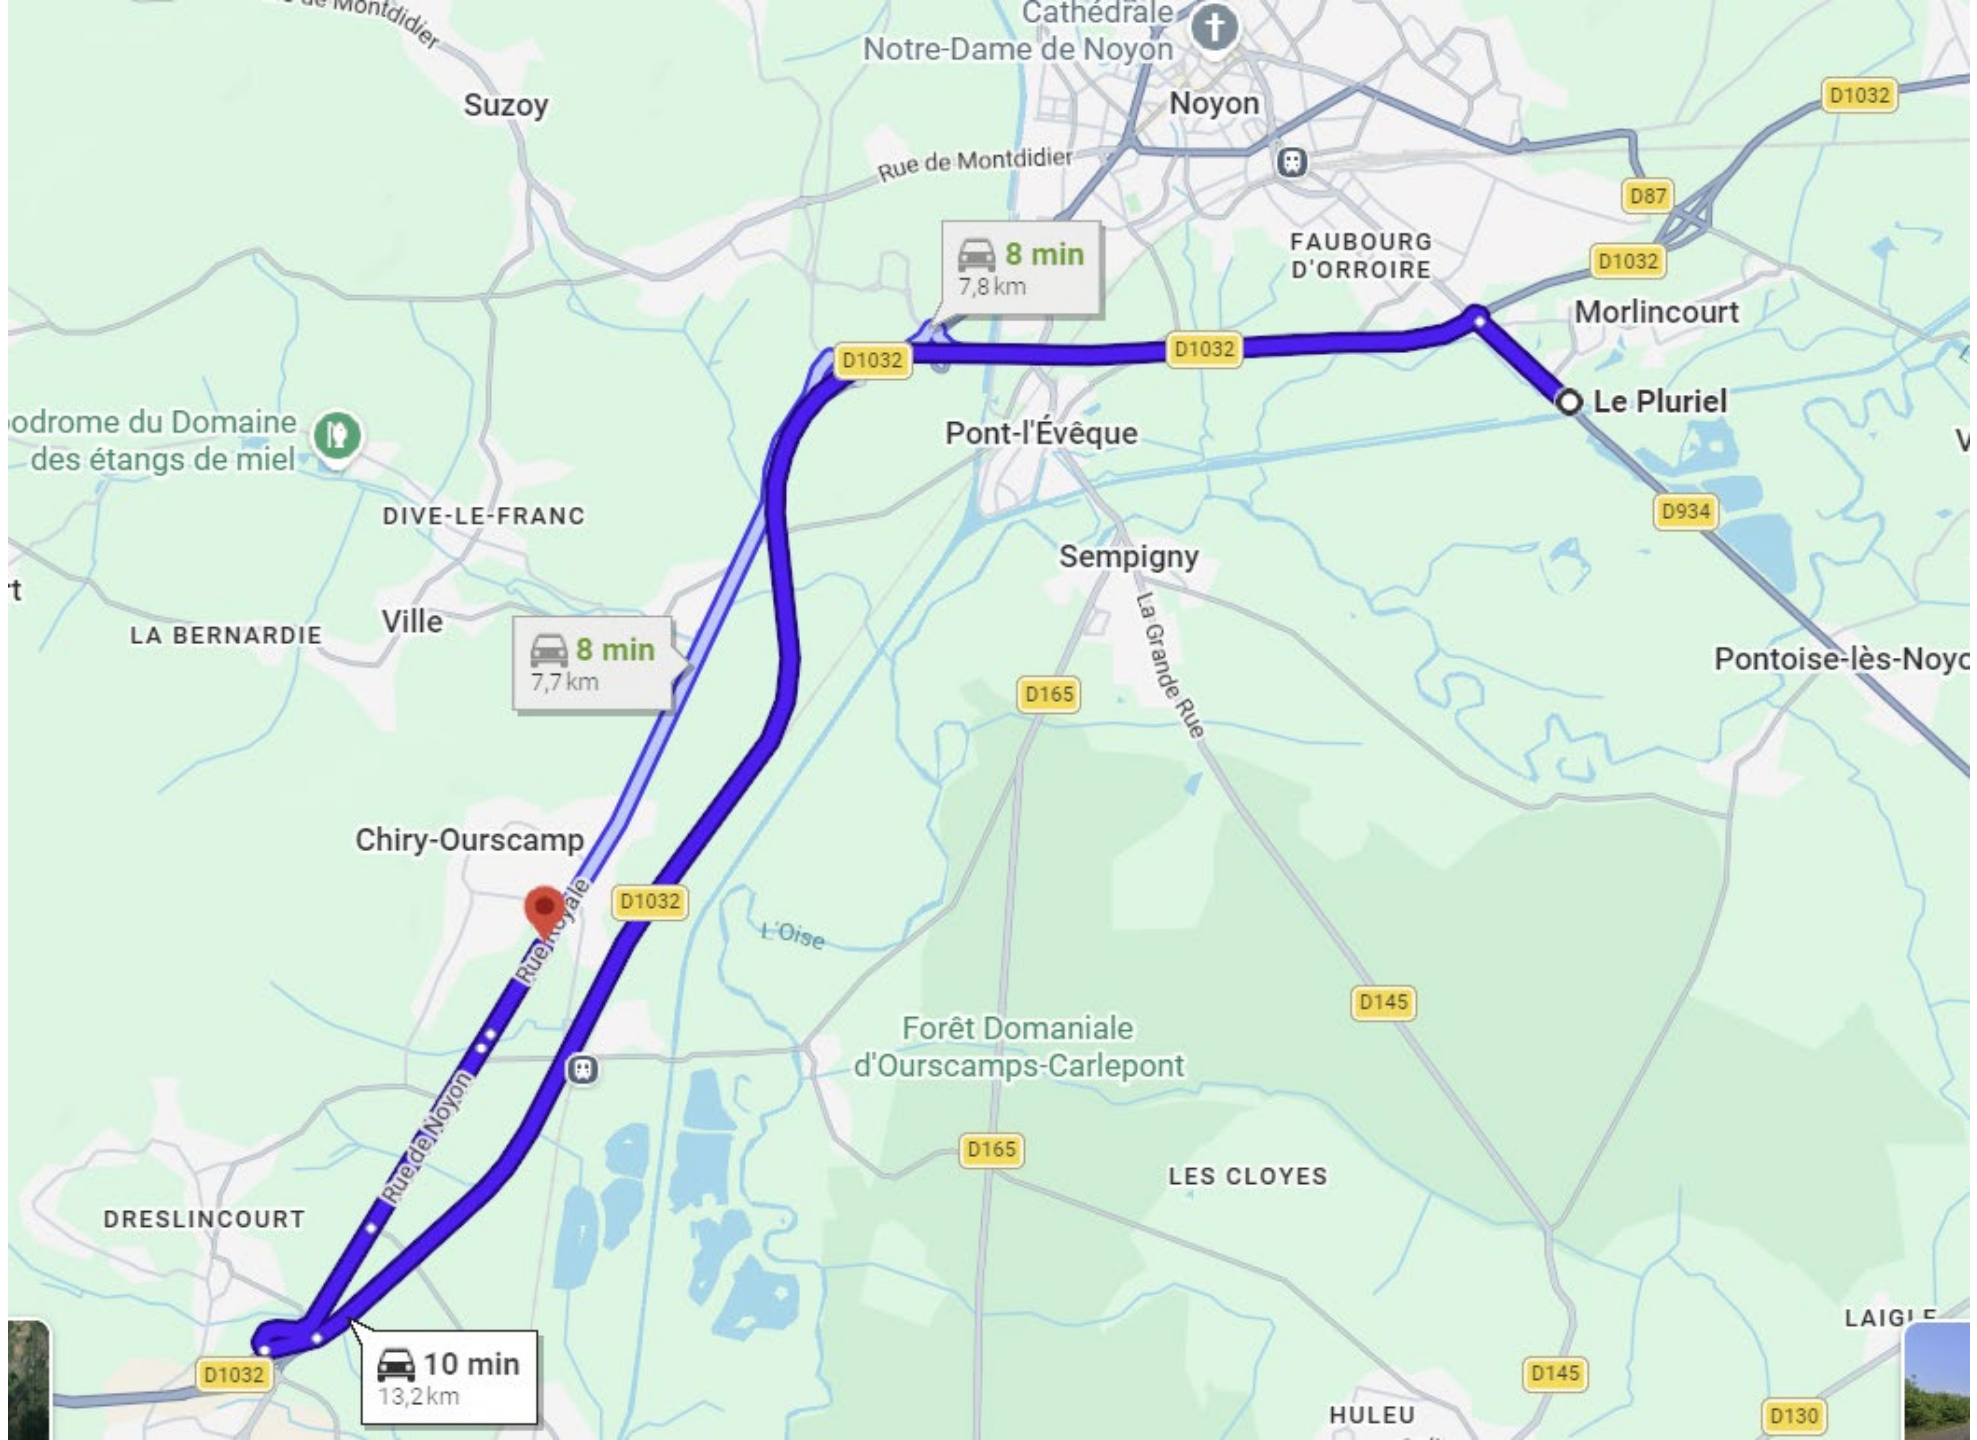 de Montdidier
Cathédrale
Notre-Dame de Noyon
Suzoy
Noyon
D1032
Rue de Montdidier
D87
8 min
7,8 km
FAUBOURG
D'ORROIRE
D1032
Morlincourt
D1032
D1032
Le Pluriel
odrome du Domaine
des étangs de miel
Pont-l'Évêque
DIVE-LE-FRANC
D934
Sempigny
rt
Ville
LA BERNARDIE
8 min
7,7 km
La Grande Rue
D165
Pontoise-lès-Noyo
Chiry-Ourscamp
D1032
Rue Royale
L'Oise
D145
Forêt Domaniale
d'Ourscamps-Carlepont
Rue de Noyon
D165
LES CLOYES
DRESLINCOURT
LAIGLE
10 min
13,2 km
D1032
D145
HULEU
D130